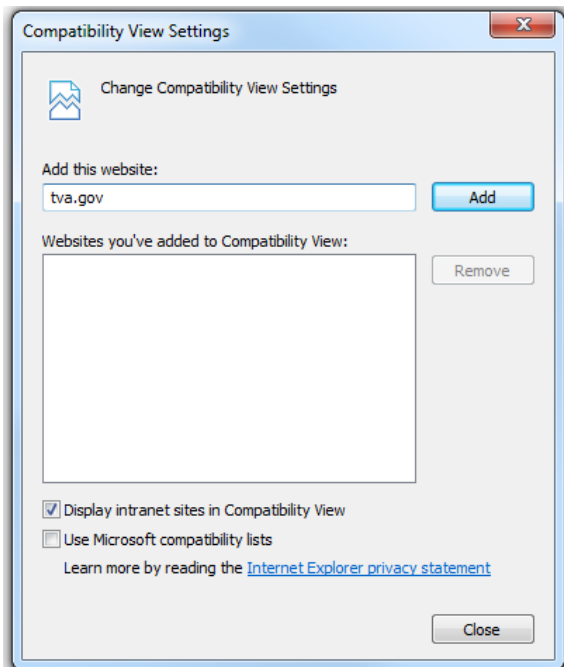 Compatibility View Settings
Change Compatibility View Settings
Add this website:
tva.gov
Add
Websites you've added to Compatibility View:
Remove
Display intranet sites in Compatibility View
Use Microsoft compatibility lists
Learn more by reading the Internet Explorer privacy statement
Close